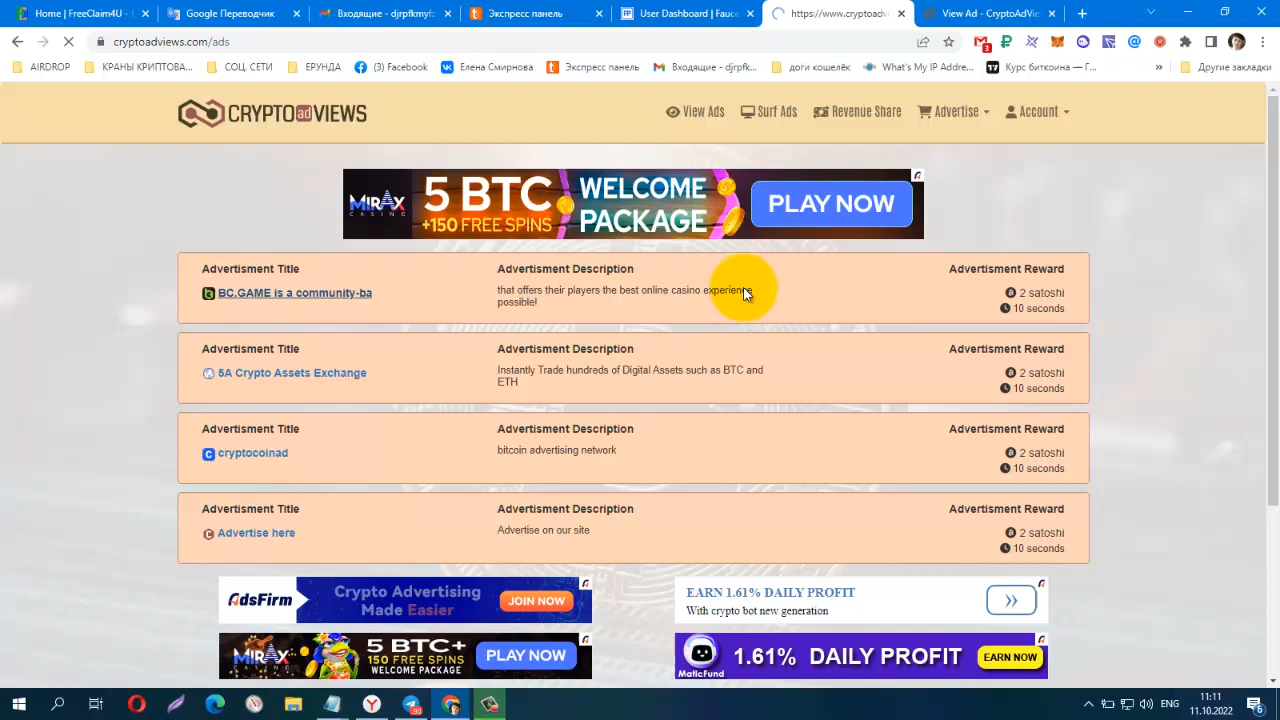 Home | FreeClaim4U - L
Google Переводчик
Входящие - djrpfkmyfz
Экспресс панель
User Dashboard | Fauce
https://www.cryptoadv
View Ad - CryptoAdVie
cryptoadviews.com/ads
3
AIRDROP
КРАНЫ КРИПТОВА...
СОЦ. СЕТИ
ЕРУНДА
(3) Facebook
Елена Смирнова
Экспресс панель
Входящие - djrpfk...
доги кошелёк
What's My IP Addre...
Курс биткоина — Г...
»
Другие закладки
CRYPTO ad VIEWS
View Ads
Surf Ads
Revenue Share
Advertise
Account
MIRAX CASINO
5 BTC
+150 FREE SPINS
WELCOME
PACKAGE
PLAY NOW
Advertisment Title
Advertisment Description
Advertisment Reward
BC.GAME is a community-ba
that offers their players the best online casino experience
possible!
2 satoshi
10 seconds
Advertisment Title
Advertisment Description
Advertisment Reward
5A Crypto Assets Exchange
Instantly Trade hundreds of Digital Assets such as BTC and
ETH
2 satoshi
10 seconds
Advertisment Title
Advertisment Description
Advertisment Reward
cryptocoinad
bitcoin advertising network
2 satoshi
10 seconds
Advertisment Title
Advertisment Description
Advertisment Reward
Advertise here
Advertise on our site
2 satoshi
10 seconds
AdsFirm
Crypto Advertising
Made Easier
JOIN NOW
EARN 1.61% DAILY PROFIT
With crypto bot new generation
»
MIRAX CASINO
5 BTC+
150 FREE SPINS
WELCOME PACKAGE
PLAY NOW
MaticFund
1.61% DAILY PROFIT
EARN NOW
30
ENG
11:11
11.10.2022
6